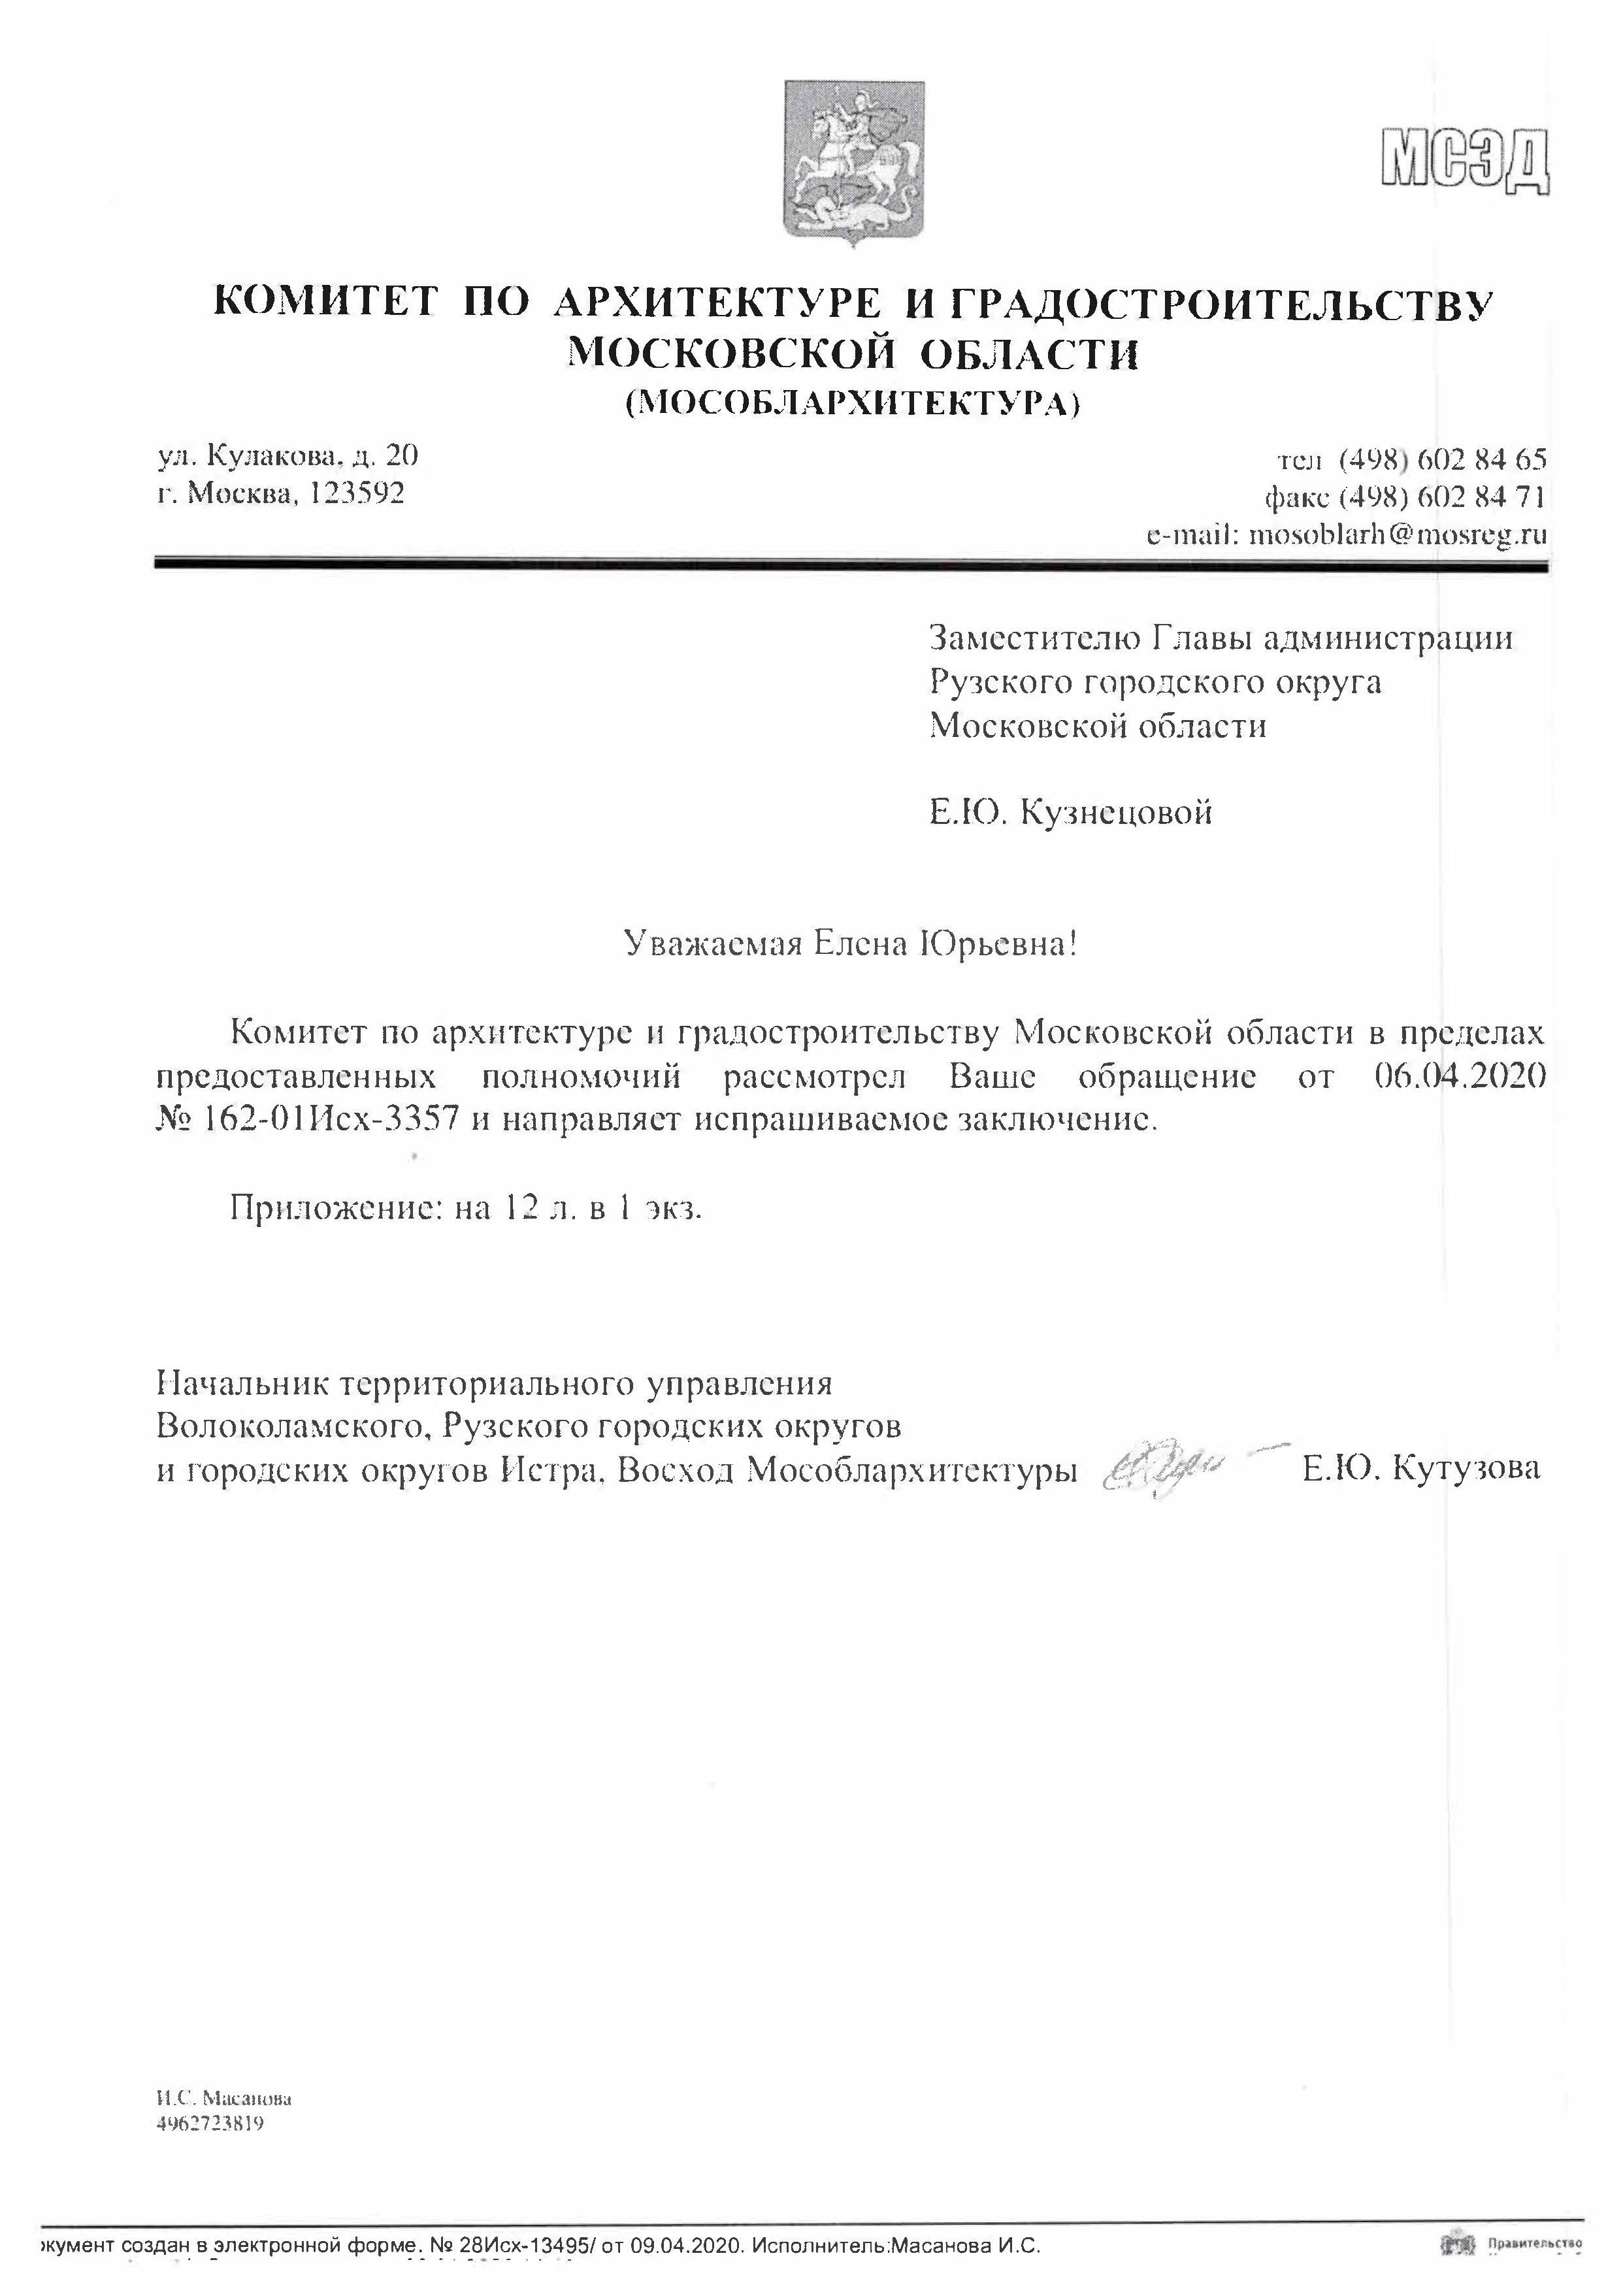 МСЭД
КОМИТЕТ ПО АРХИТЕКТУРЕ И ГРАДОСТРОИТЕЛЬСТВУ
МОСКОВСКОЙ ОБЛАСТИ
(МОСОБЛАРХИТЕКТУРА)
ул. Кулакова, д. 20
г. Москва, 123592
тел (498) 602 84 65
факс (498) 602 84 71
e-mail: mosoblarh@mosreg.ru
Заместителю Главы администрации
Рузского городского округа
Московской области
Е.Ю. Кузнецовой
Уважаемая Елена Юрьевна!
Комитет по архитектуре и градостроительству Московской области в пределах
предоставленных полномочий рассмотрел Ваше обращение от 06.04.2020
№ 162-01Исх-3357 и направляет испрашиваемое заключение.
Приложение: на 12 л. в 1 экз.
Начальник территориального управления
Волоколамского, Рузского городских округов
и городских округов Истра, Восход Мособлархитектуры Е.Ю. Кутузова
И.С. Масанова
4962723819
жумент создан в электронной форме. № 28Исх-13495/ от 09.04.2020. Исполнитель:Масанова И.С.
Правительство